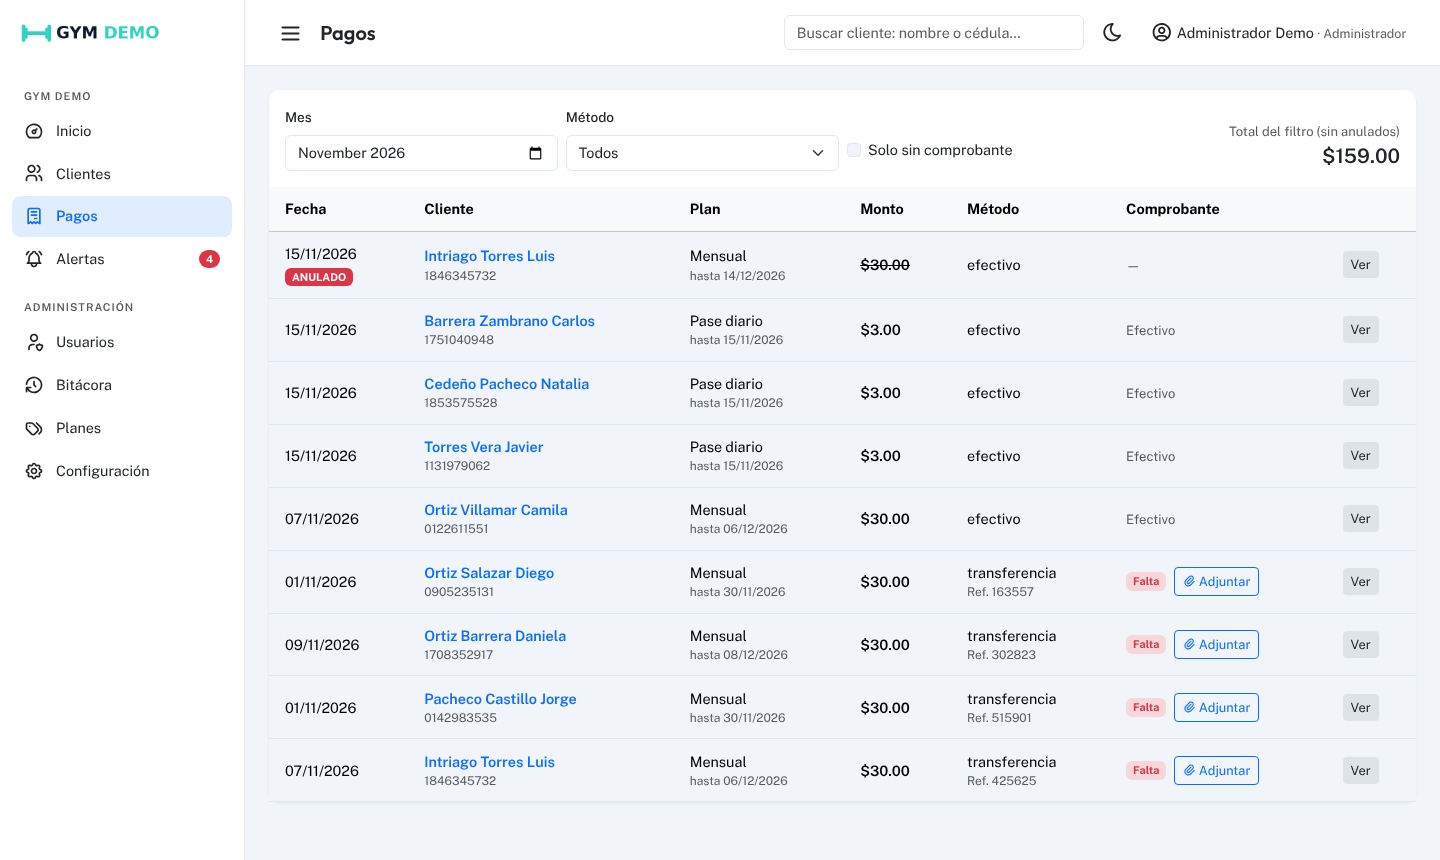 GYM DEMO
Pagos
Buscar cliente: nombre o cédula...
Administrador Demo · Administrador
GYM DEMO
Inicio
Clientes
Pagos
Alertas 4
ADMINISTRACIÓN
Usuarios
Bitácora
Planes
Configuración
Mes
Método
November 2026
Todos
Solo sin comprobante
Total del filtro (sin anulados)
$159.00
Fecha Cliente Plan Monto Método Comprobante
15/11/2026 Intriago Torres Luis Mensual $30.00 efectivo — Ver
ANULADO 1846345732 hasta 14/12/2026
15/11/2026 Barrera Zambrano Carlos Pase diario $3.00 efectivo Efectivo Ver
1751040948 hasta 15/11/2026
15/11/2026 Cedeño Pacheco Natalia Pase diario $3.00 efectivo Efectivo Ver
1853575528 hasta 15/11/2026
15/11/2026 Torres Vera Javier Pase diario $3.00 efectivo Efectivo Ver
1131979062 hasta 15/11/2026
07/11/2026 Ortiz Villamar Camila Mensual $30.00 efectivo Efectivo Ver
0122611551 hasta 06/12/2026
01/11/2026 Ortiz Salazar Diego Mensual $30.00 transferencia Falta Adjuntar Ver
0905235131 hasta 30/11/2026 Ref. 163557
09/11/2026 Ortiz Barrera Daniela Mensual $30.00 transferencia Falta Adjuntar Ver
1708352917 hasta 08/12/2026 Ref. 302823
01/11/2026 Pacheco Castillo Jorge Mensual $30.00 transferencia Falta Adjuntar Ver
0142983535 hasta 30/11/2026 Ref. 515901
07/11/2026 Intriago Torres Luis Mensual $30.00 transferencia Falta Adjuntar Ver
1846345732 hasta 06/12/2026 Ref. 425625